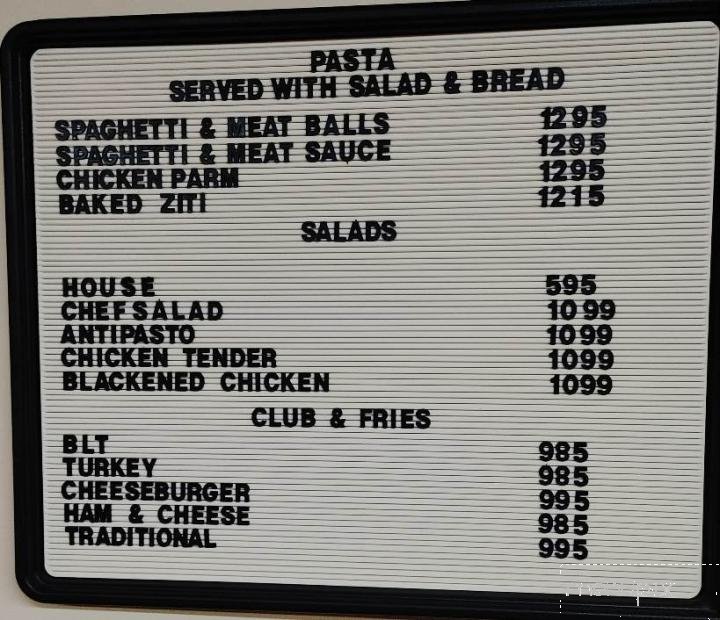 PASTA
SERVED WITH SALAD & BREAD
SPAGHETTI & MEAT BALLS 1295
SPAGHETTI & MEAT SAUCE 1295
CHICKEN PARM 1295
BAKED ZITI 1215
SALADS
HOUSE 595
CHEF SALAD 1099
ANTIPASTO 1099
CHICKEN TENDER 1099
BLACKENED CHICKEN 1099
CLUB & FRIES
BLT 985
TURKEY 985
CHEESEBURGER 995
HAM & CHEESE 985
TRADITIONAL 995